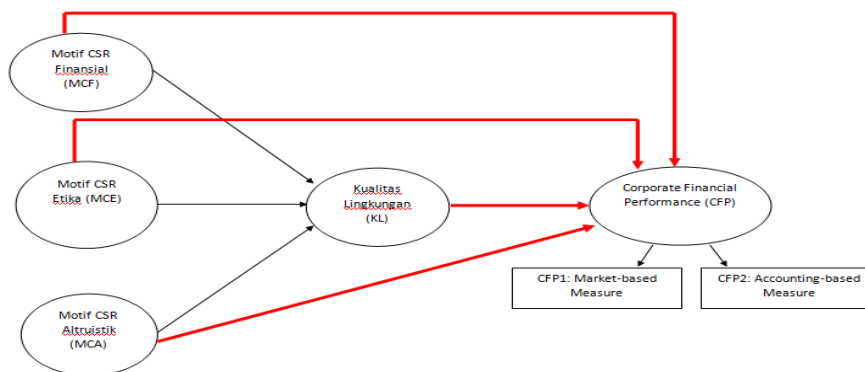 Motif CSR
Finansial
(MCF)
Motif CSR
Etika (MCE)
Kualitas
Lingkungan
(KL)
Corporate Financial
Performance (CFP)
CFP1: Market-based
Measure
CFP2: Accounting-based
Measure
Motif CSR
Altruistik
(MCA)